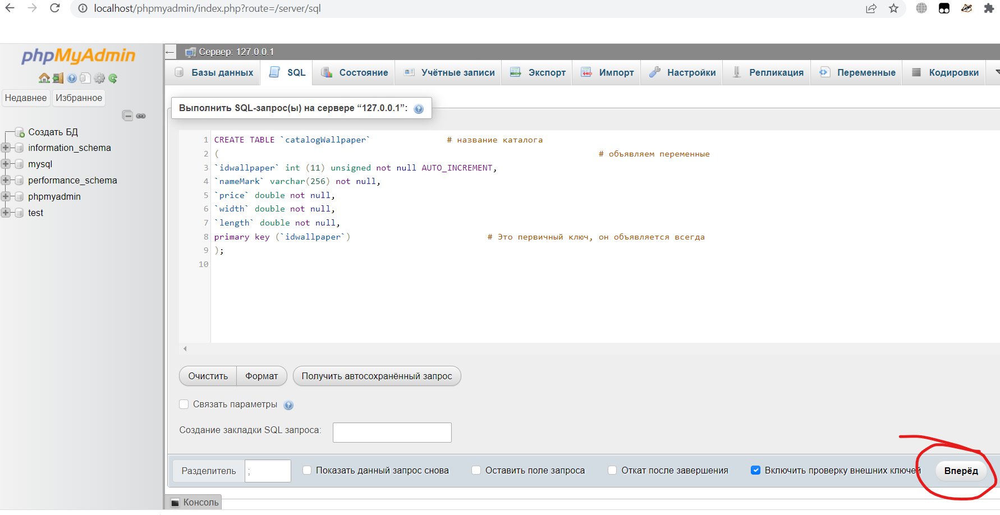 localhost/phpmyadmin/index.php?route=/server/sql
phpMyAdmin
Недавнее Избранное
Создать БД
information_schema
mysql
performance_schema
phpmyadmin
test
Сервер: 127.0.0.1
Базы данных SQL Состояние Учётные записи Экспорт Импорт Настройки Репликация Переменные Кодировки
Выполнить SQL-запрос(ы) на сервере “127.0.0.1”:
1 CREATE TABLE `catalogWallpaper` # название каталога
2 ( # объявляем переменные
3 `idwallpaper` int (11) unsigned not null AUTO_INCREMENT,
4 `nameMark` varchar(256) not null,
5 `price` double not null,
6 `width` double not null,
7 `length` double not null,
8 primary key (`idwallpaper`) # Это первичный ключ, он объявляется всегда
9 );
10
Очистить Формат Получить автосохранённый запрос
Связать параметры
Создание закладки SQL запроса:
Разделитель ; Показать данный запрос снова Оставить поле запроса Откат после завершения Включить проверку внешних ключей Вперёд
Консоль